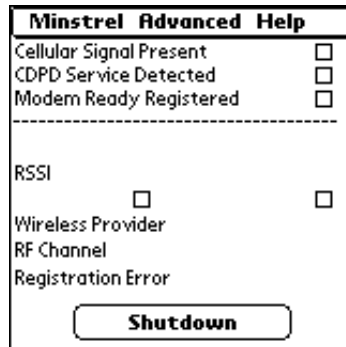 Minstrel Advanced Help
Cellular Signal Present
CDPD Service Detected
Modem Ready Registered
RSSI
Wireless Provider
RF Channel
Registration Error
Shutdown